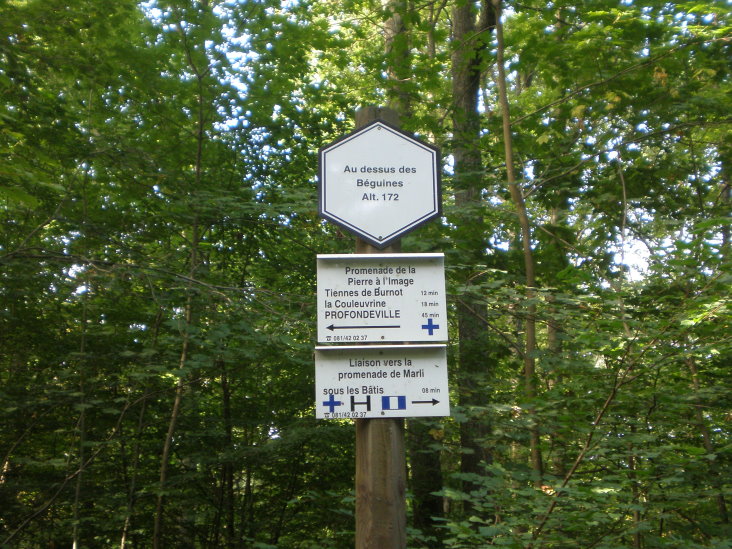 Au dessus des
Béguines
Alt. 172
Promenade de la
Pierre à l'Image
Tiennes de Burnot 12 min
la Couleuvrine 18 min
PROFONDEVILLE 45 min
081/42 02 37
Liaison vers la
promenade de Marli
sous les Bâtis 08 min
H
081/42 02 37